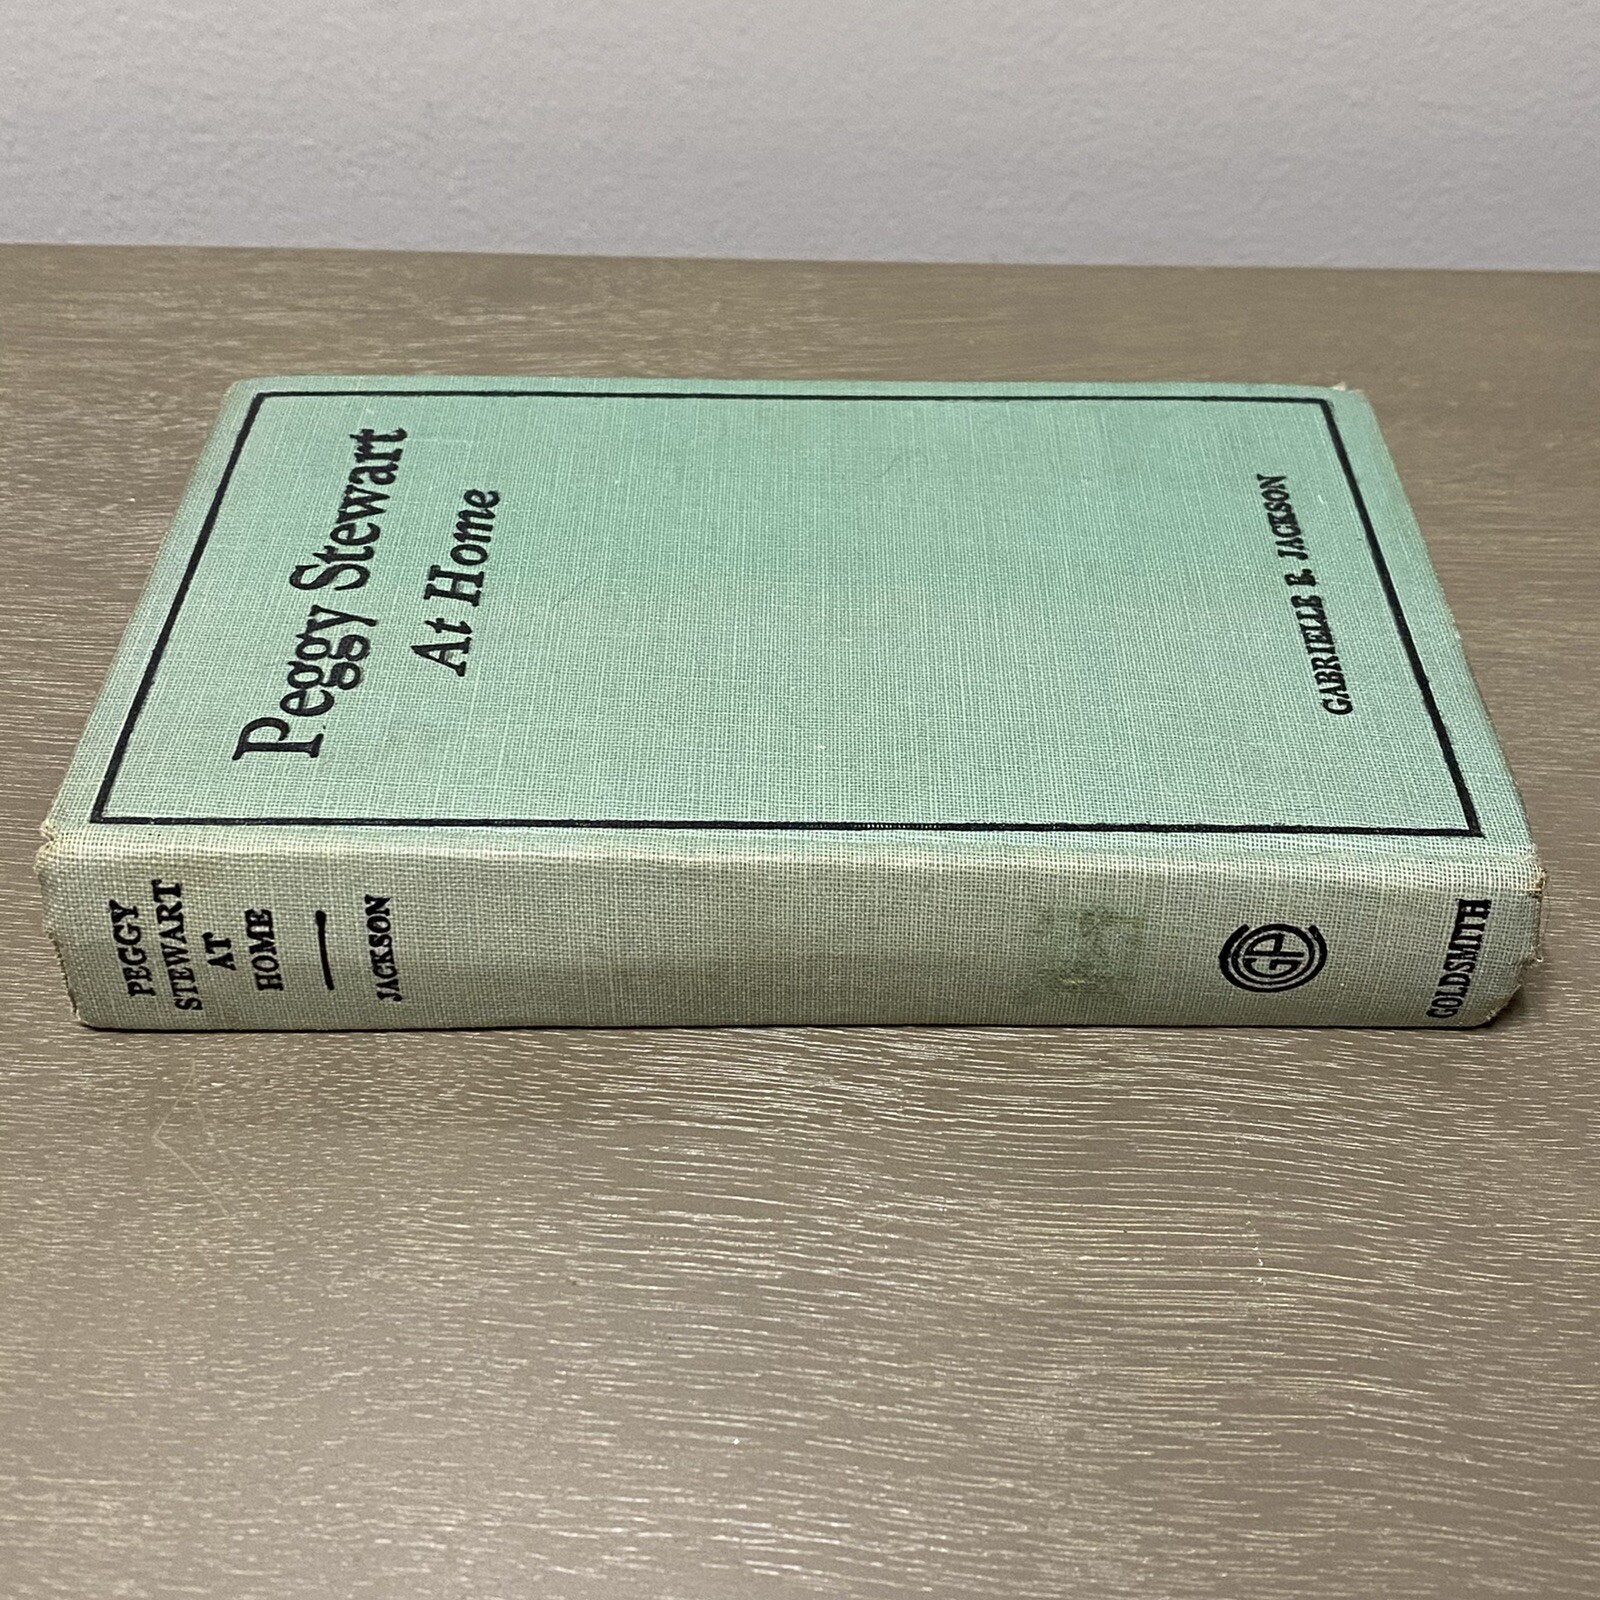 Peggy Stewart
At Home
GABRIELLE E. JACKSON
PEGGY
STEWART
AT
HOME
JACKSON
GP
GOLDSMITH